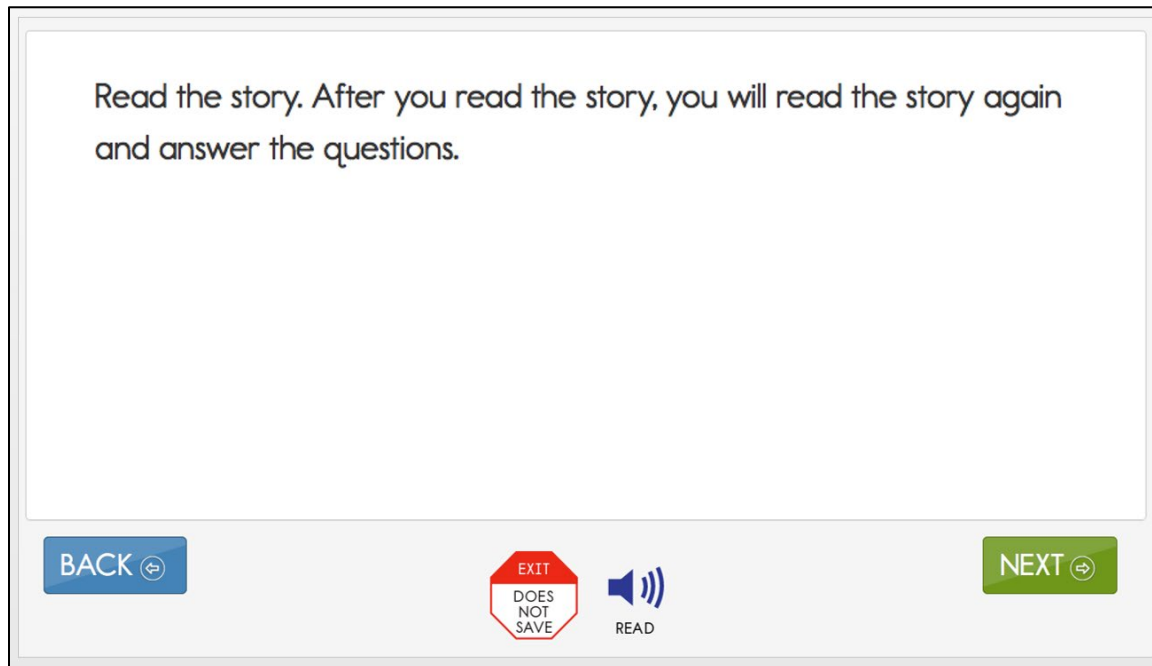 Read the story. After you read the story, you will read the story again
and answer the questions.
BACK
EXIT
DOES
NOT
SAVE
READ
NEXT